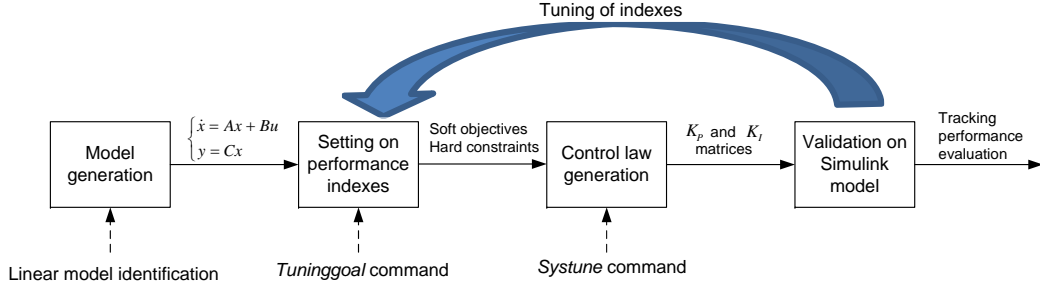 Tuning of indexes
Model
generation
ẋ = Ax + Bu
y = Cx
Setting on
performance
indexes
Soft objectives
Hard constraints
Control law
generation
K_P and K_I
matrices
Validation on
Simulink
model
Tracking
performance
evaluation
Linear model identification
Tuninggoal command
Systune command